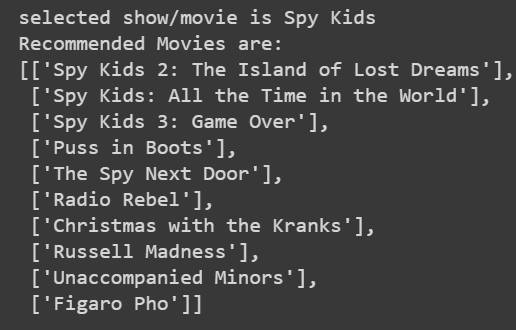 selected show/movie is Spy Kids
Recommended Movies are:
[['Spy Kids 2: The Island of Lost Dreams'],
['Spy Kids: All the Time in the World'],
['Spy Kids 3: Game Over'],
['Puss in Boots'],
['The Spy Next Door'],
['Radio Rebel'],
['Christmas with the Kranks'],
['Russell Madness'],
['Unaccompanied Minors'],
['Figaro Pho']]